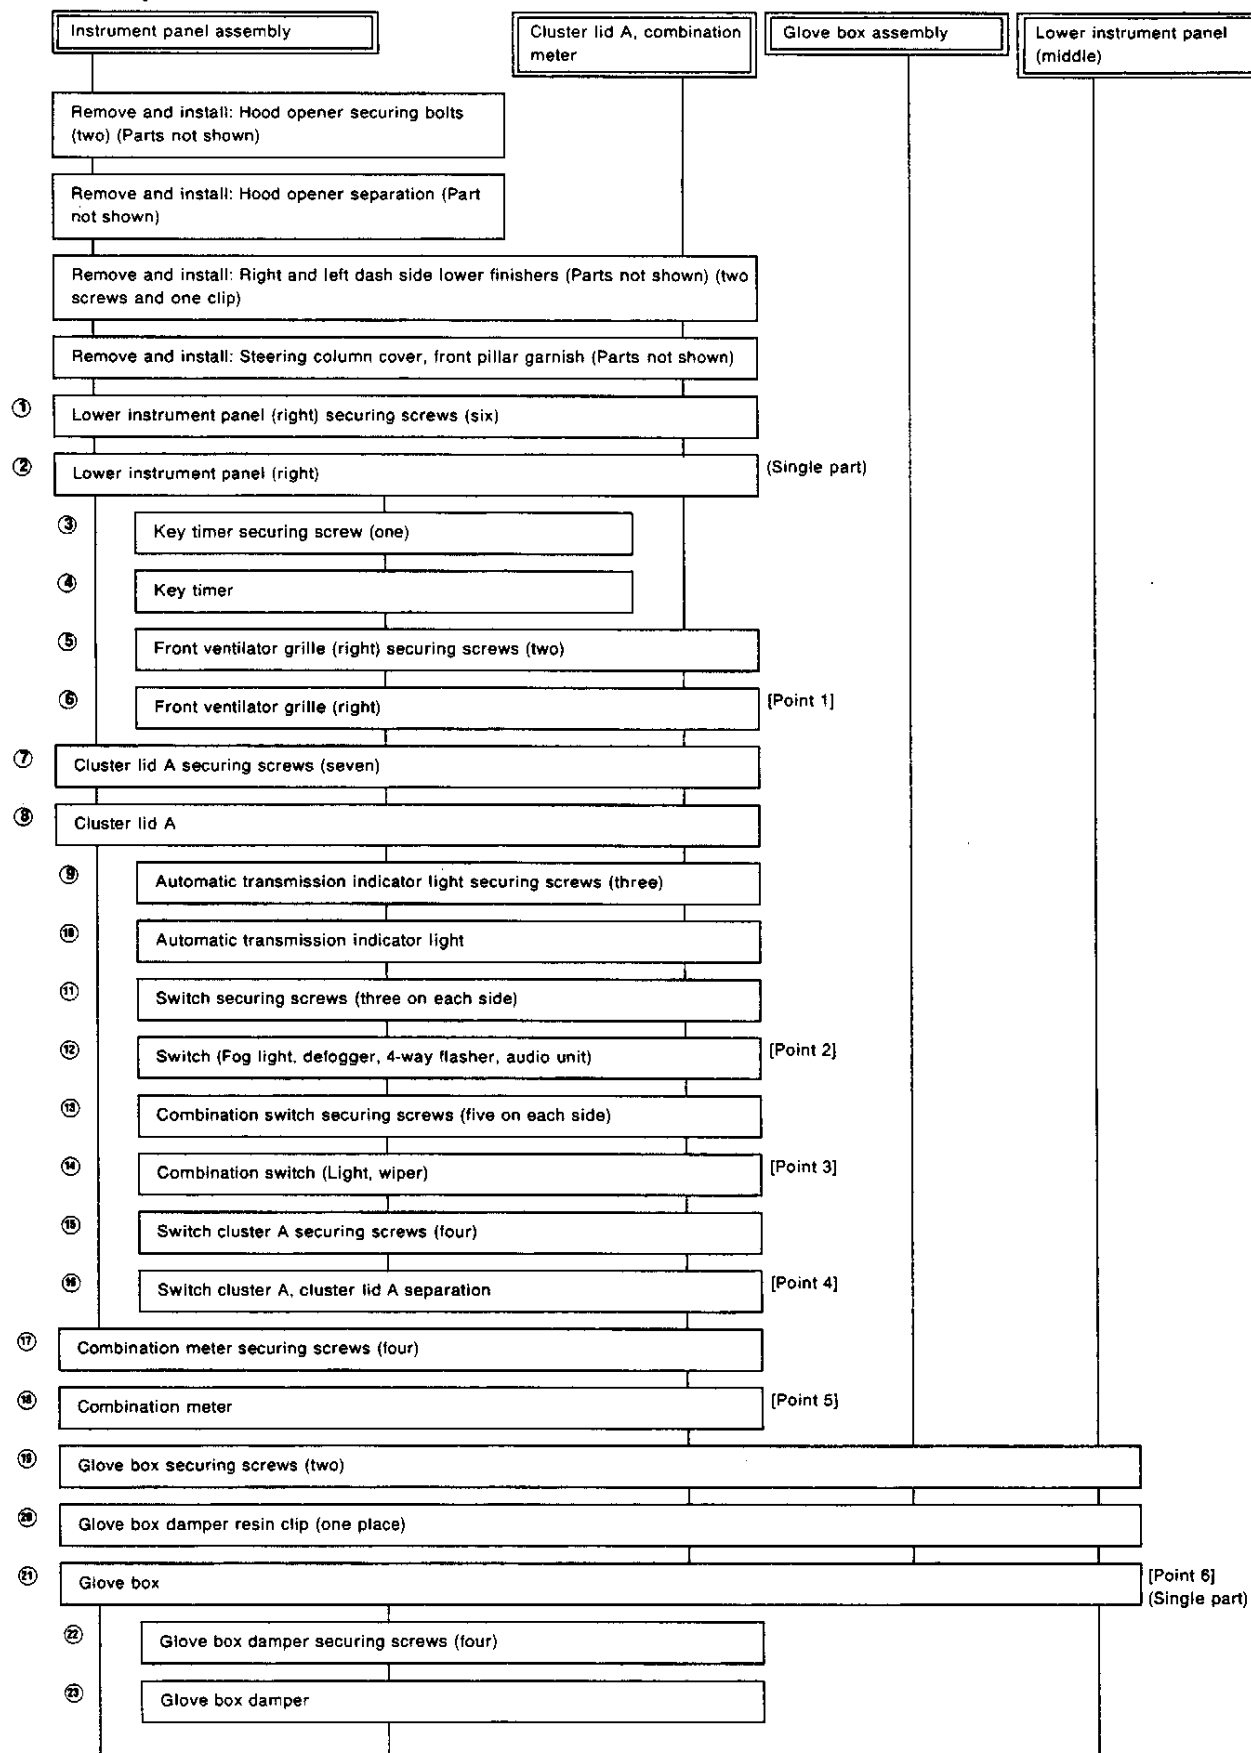 Instrument panel assembly
Cluster lid A, combination
meter
Glove box assembly
Lower instrument panel
(middle)
Remove and install: Hood opener securing bolts
(two) (Parts not shown)
Remove and install: Hood opener separation (Part
not shown)
Remove and install: Right and left dash side lower finishers (Parts not shown) (two
screws and one clip)
Remove and install: Steering column cover, front pillar garnish (Parts not shown)
① Lower instrument panel (right) securing screws (six)
② Lower instrument panel (right) (Single part)
③ Key timer securing screw (one)
④ Key timer
⑤ Front ventilator grille (right) securing screws (two)
⑥ Front ventilator grille (right) [Point 1]
⑦ Cluster lid A securing screws (seven)
⑧ Cluster lid A
⑨ Automatic transmission indicator light securing screws (three)
⑩ Automatic transmission indicator light
⑪ Switch securing screws (three on each side)
⑫ Switch (Fog light, defogger, 4-way flasher, audio unit) [Point 2]
⑬ Combination switch securing screws (five on each side)
⑭ Combination switch (Light, wiper) [Point 3]
⑮ Switch cluster A securing screws (four)
⑯ Switch cluster A, cluster lid A separation [Point 4]
⑰ Combination meter securing screws (four)
⑱ Combination meter [Point 5]
⑲ Glove box securing screws (two)
⑳ Glove box damper resin clip (one place)
㉑ Glove box [Point 6]
(Single part)
㉒ Glove box damper securing screws (four)
㉓ Glove box damper